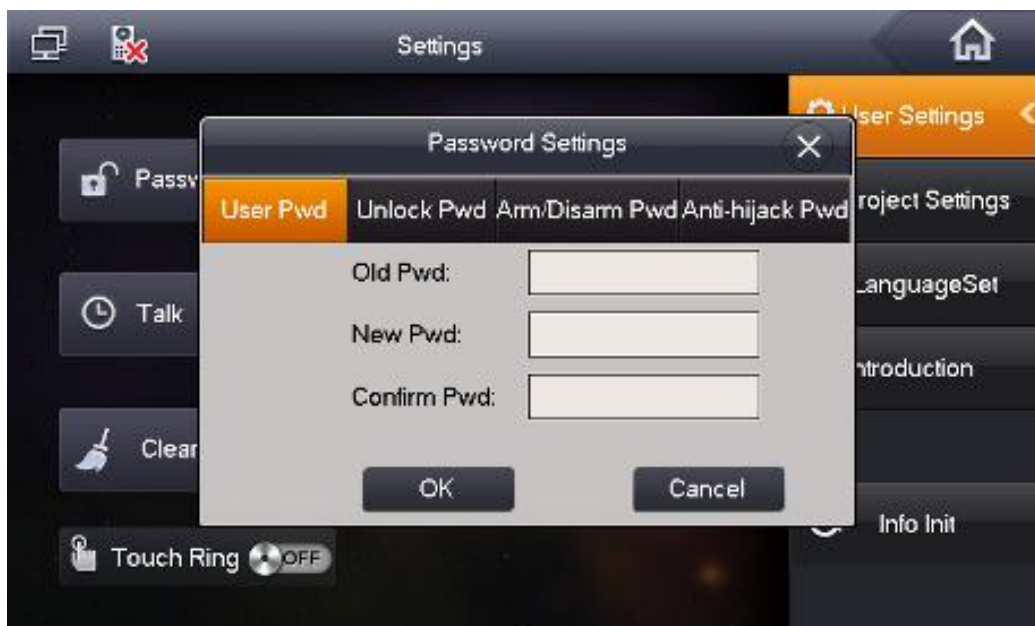 Settings
User Settings
Password Settings
Passw
User Pwd Unlock Pwd Arm/Disarm Pwd Anti-hijack Pwd
roject Settings
Old Pwd:
LanguageSet
Talk
New Pwd:
ntroduction
Confirm Pwd:
Clear
OK Cancel
Info Init
Touch Ring OFF